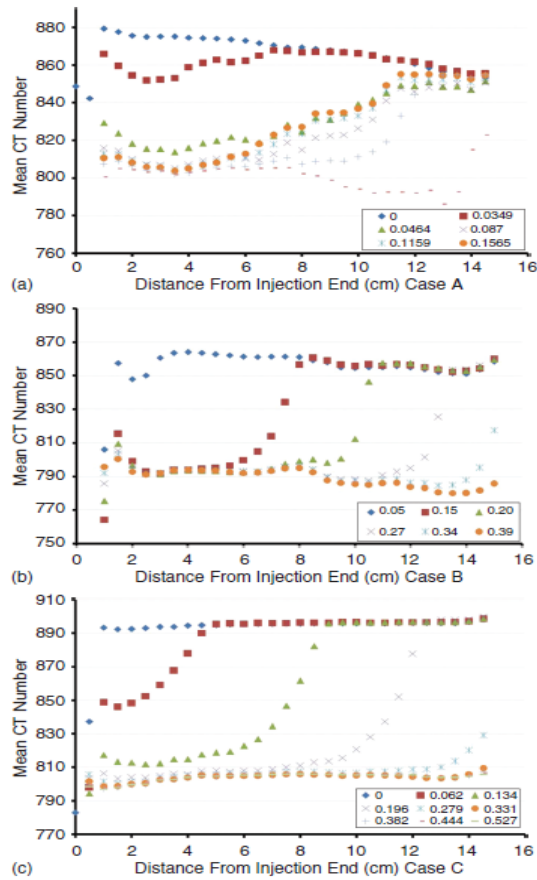 880
860
840
820
800
780
760
Mean CT Number
0 0.0349
0.0464 0.087
0.1159 0.1565
0 2 4 6 8 10 12 14 16
(a) Distance From Injection End (cm) Case A
890
870
850
830
810
790
770
750
Mean CT Number
0.05 0.15 0.20
0.27 0.34 0.39
0 2 4 6 8 10 12 14 16
(b) Distance From Injection End (cm) Case B
910
890
870
850
830
810
790
770
Mean CT Number
0 0.062 0.134
0.196 0.279 0.331
0.382 0.444 0.527
0 2 4 6 8 10 12 14 16
(c) Distance From Injection End (cm) Case C